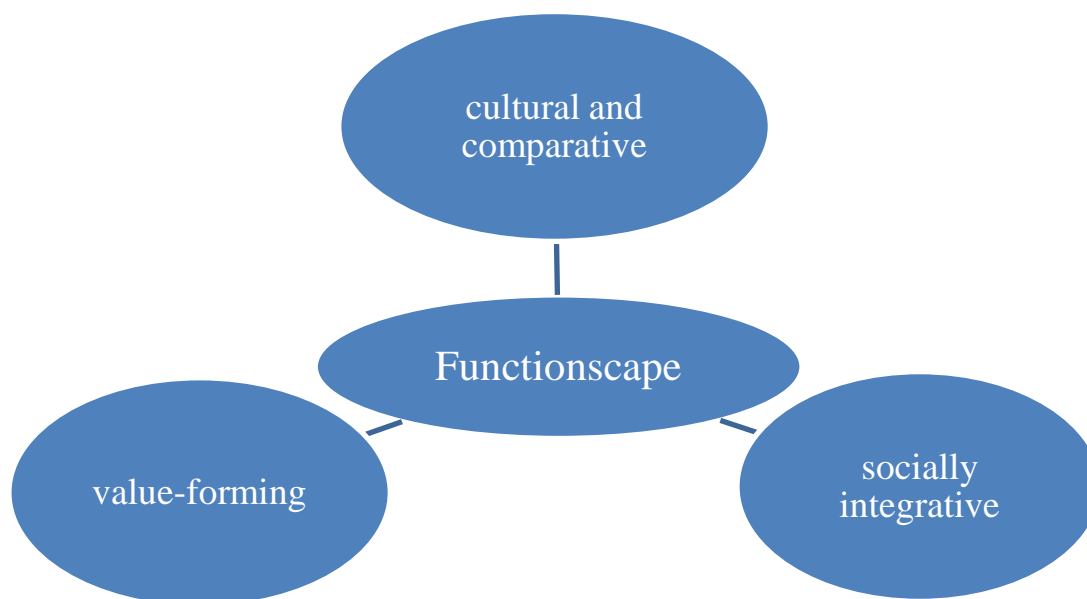 cultural and
comparative
Functionscape
value-forming
socially
integrative